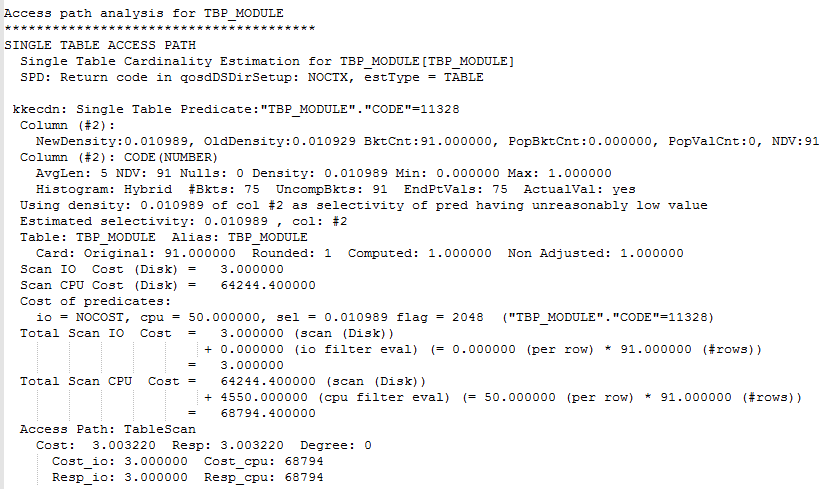 Access path analysis for TBP_MODULE
***************************************
SINGLE TABLE ACCESS PATH
Single Table Cardinality Estimation for TBP_MODULE[TBP_MODULE]
SPD: Return code in qosdDSDirSetup: NOCTX, estType = TABLE
kkecdn: Single Table Predicate:"TBP_MODULE"."CODE"=11328
Column (#2):
NewDensity:0.010989, OldDensity:0.010929 BktCnt:91.000000, PopBktCnt:0.000000, PopValCnt:0, NDV:91
Column (#2): CODE(NUMBER)
AvgLen: 5 NDV: 91 Nulls: 0 Density: 0.010989 Min: 0.000000 Max: 1.000000
Histogram: Hybrid  #Bkts: 75  UncompBkts: 91  EndPtVals: 75  ActualVal: yes
Using density: 0.010989 of col #2 as selectivity of pred having unreasonably low value
Estimated selectivity: 0.010989 , col: #2
Table: TBP_MODULE  Alias: TBP_MODULE
Card: Original: 91.000000  Rounded: 1  Computed: 1.000000  Non Adjusted: 1.000000
Scan IO  Cost (Disk) =   3.000000
Scan CPU Cost (Disk) =   64244.400000
Cost of predicates:
io = NOCOST, cpu = 50.000000, sel = 0.010989 flag = 2048  ("TBP_MODULE"."CODE"=11328)
Total Scan IO  Cost  =   3.000000 (scan (Disk))
+ 0.000000 (io filter eval) (= 0.000000 (per row) * 91.000000 (#rows))
=   3.000000
Total Scan CPU  Cost =   64244.400000 (scan (Disk))
+ 4550.000000 (cpu filter eval) (= 50.000000 (per row) * 91.000000 (#rows))
=   68794.400000
Access Path: TableScan
Cost:  3.003220  Resp: 3.003220  Degree: 0
Cost_io: 3.000000  Cost_cpu: 68794
Resp_io: 3.000000  Resp_cpu: 68794